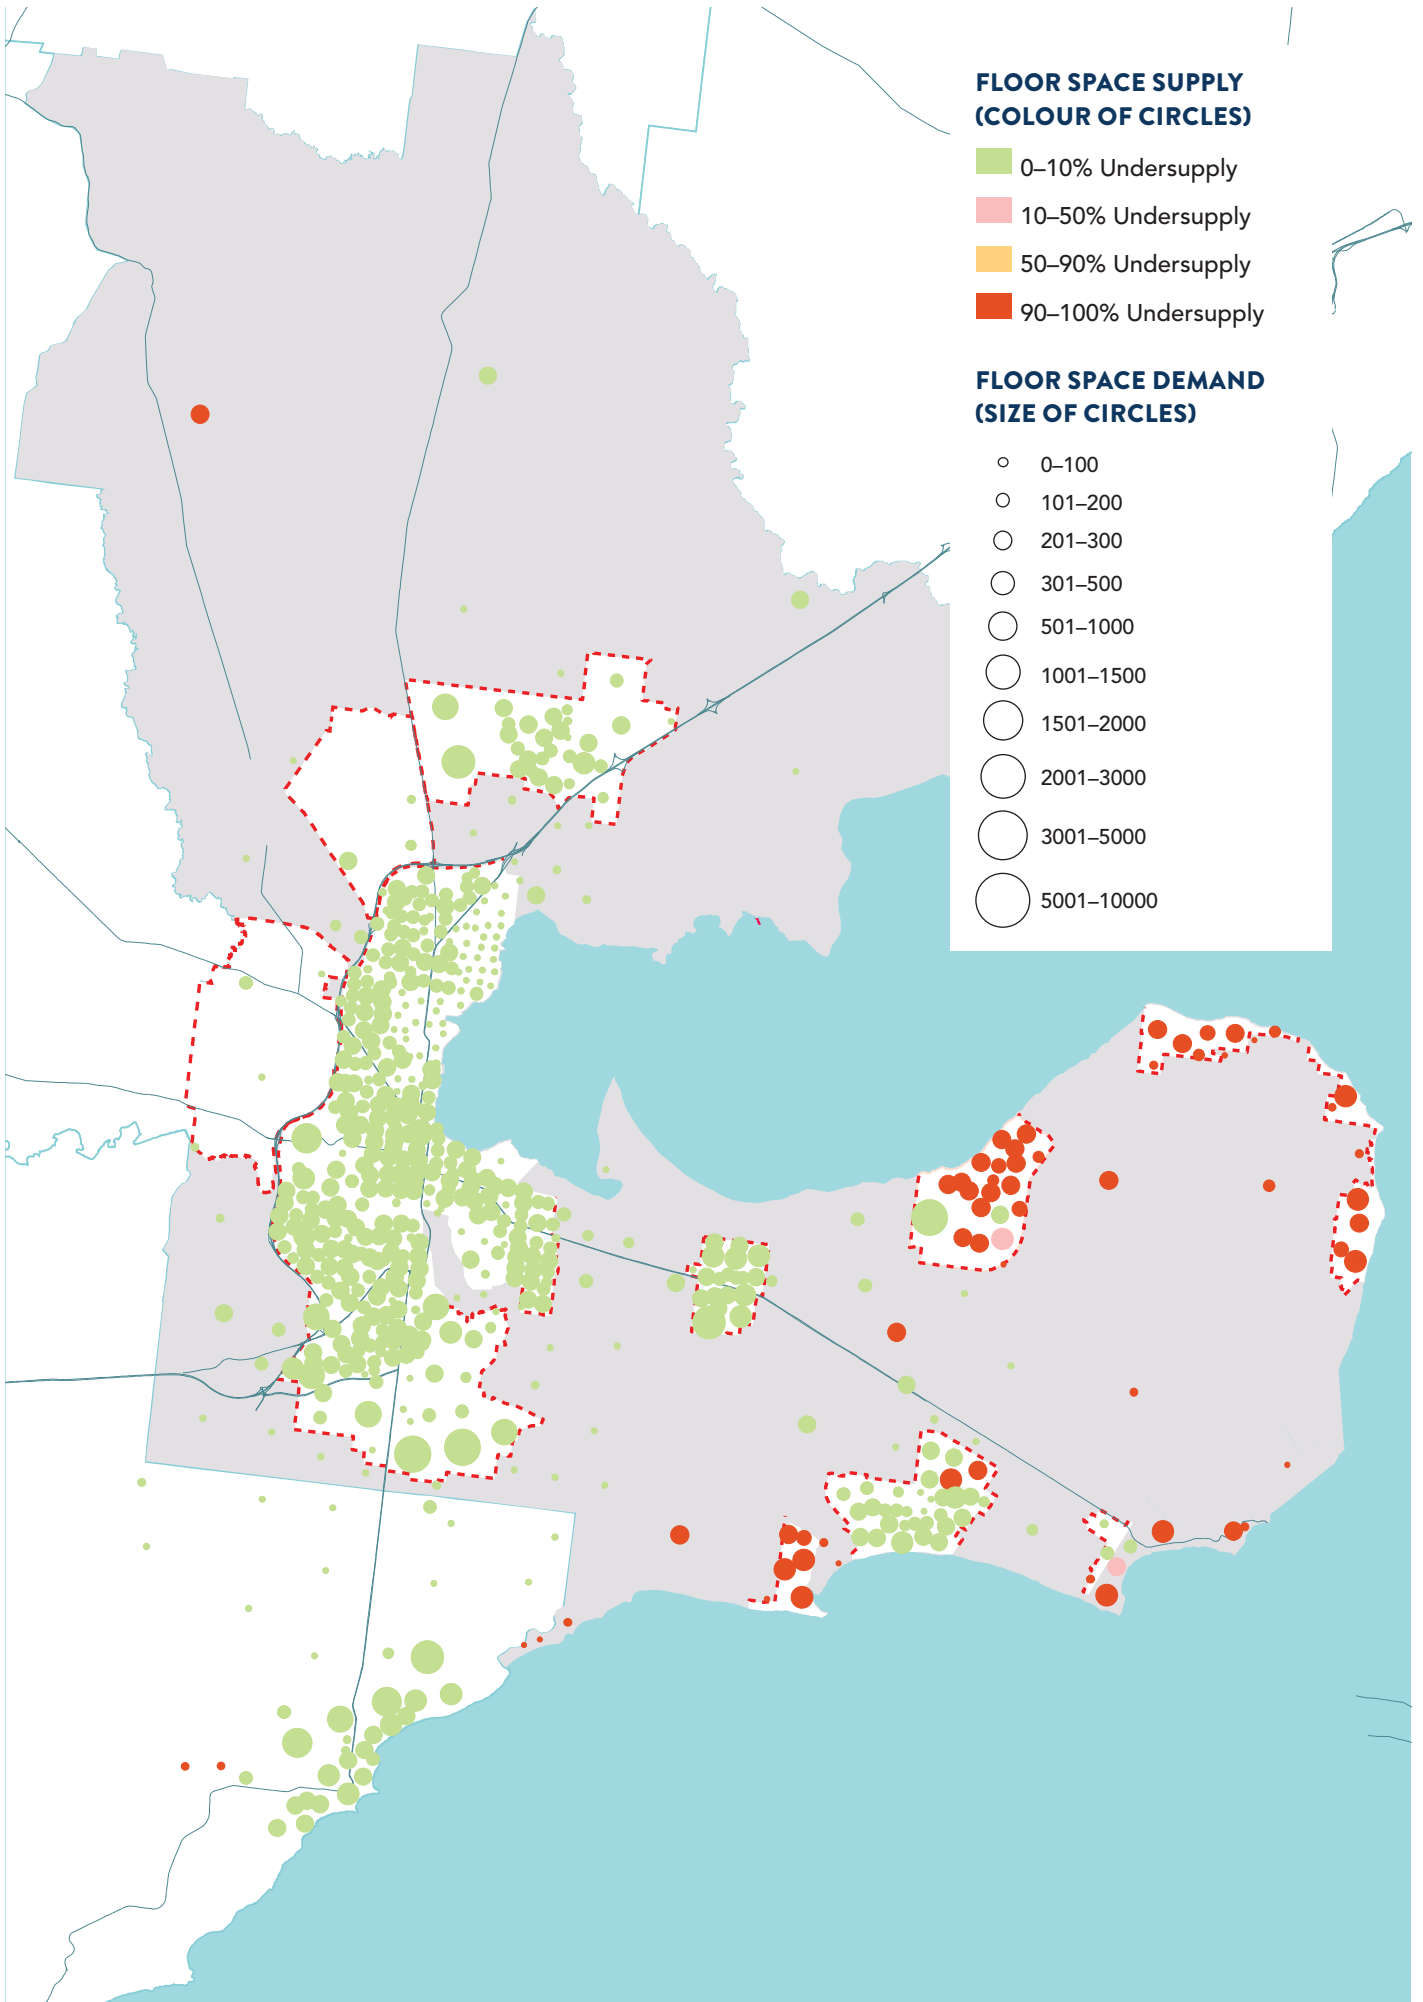 FLOOR SPACE SUPPLY
(COLOUR OF CIRCLES)
0–10% Undersupply
10–50% Undersupply
50–90% Undersupply
90–100% Undersupply
FLOOR SPACE DEMAND
(SIZE OF CIRCLES)
0–100
101–200
201–300
301–500
501–1000
1001–1500
1501–2000
2001–3000
3001–5000
5001–10000